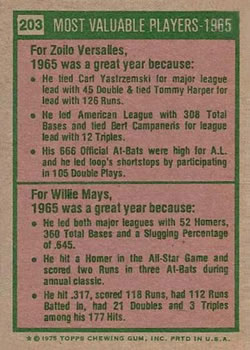 203 MOST VALUABLE PLAYERS-1965
For Zoilo Versalles,
1965 was a great year because:
• He tied Carl Yastrzemski for major league
lead with 45 Double & tied Tommy Harper for
lead with 126 Runs.
• He led American League with 308 Total
Bases and tied Bert Campaneris for league
lead with 12 Triples.
• His 666 Official At-Bats were high for A.L.
and he led loop's shortstops by participating
in 105 Double Plays.
For Willie Mays,
1965 was a great year because:
• He led both major leagues with 52 Homers,
360 Total Bases and a Slugging Percentage
of .645.
• He hit a Homer in the All-Star Game and
scored two Runs in three At-Bats during
annual classic.
• He hit .317, scored 118 Runs, had 112 Runs
Batted In, had 21 Doubles and 3 Triples
among his 177 Hits.
★ © 1975 TOPPS CHEWING GUM, INC. PRTD IN U.S.A.